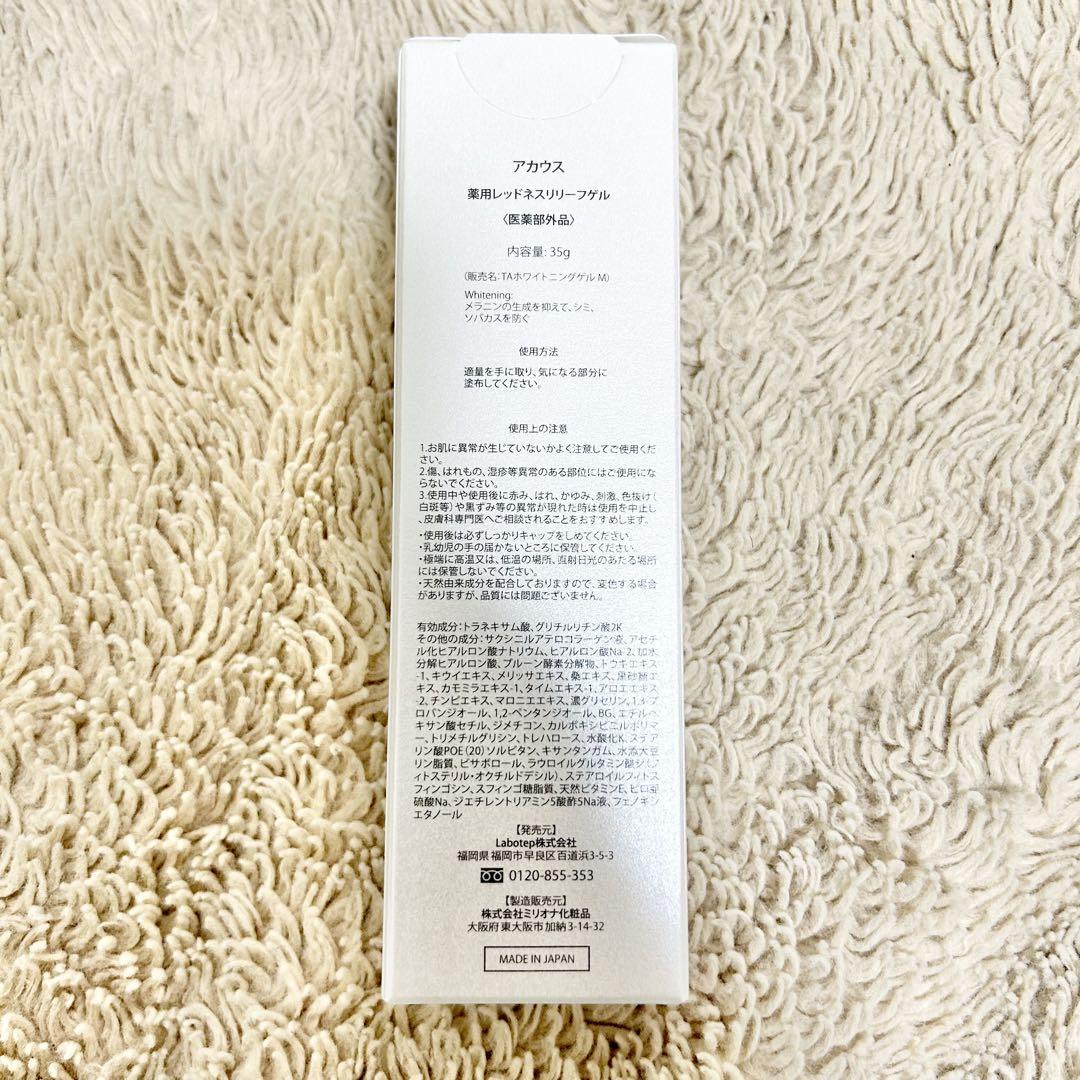 アカウス
薬用レッドネスリリーフゲル
〈医薬部外品〉
内容量: 35g
(販売名:TAホワイトニングゲル M)
Whitening:
メラニンの生成を抑えて、シミ、
ソバカスを防ぐ
使用方法
適量を手に取り、気になる部分に
塗布してください。
使用上の注意
1.お肌に異常が生じていないかよく注意してご使用くだ
さい。
2.傷、はれもの、湿疹等異常のある部位にはご使用にな
らないでください。
3.使用中や使用後に赤み、はれ、かゆみ、刺激、色抜け(
白斑等)や黒ずみ等の異常が現れた時は使用を中止し
、皮膚科専門医へご相談されることをおすすめします。
・使用後は必ずしっかりキャップをしめてください。
・乳幼児の手の届かないところに保管してください。
・極端に高温又は、低温の場所、直射日光のあたる場所
には保管しないでください。
・天然由来成分を配合しておりますので、変色する場合
がありますが、品質には問題ございません。
有効成分:トラネキサム酸、グリチルリチン酸2K
その他の成分:サクシニルアテロコラーゲン液、アセチ
ル化ヒアルロン酸ナトリウム、ヒアルロン酸Na-2、加水
分解ヒアルロン酸、プルーン酵素分解物、トウキエキス
-1、キウイエキス、メリッサエキス、桑エキス、黒砂糖エ
キス、カモミラエキス-1、タイムエキス-1、アロエエキス
-2、チンピエキス、マロニエエキス、濃グリセリン、1,3-プ
ロパンジオール、1,2-ペンタンジオール、BG、エチルヘ
キサン酸セチル、ジメチコン、カルボキシビニルポリマ
ー、トリメチルグリシン、トレハロース、水酸化K、ステア
リン酸POE(20)ソルビタン、キサンタンガム、水添大豆
リン脂質、ビサボロール、ラウロイルグルタミン酸ジ(フ
ィトステリル・オクチルドデシル)、ステアロイルフィトス
フィンゴシン、スフィンゴ糖脂質、天然ビタミンE、ピロ亜
硫酸Na、ジエチレントリアミン5酢酸5Na液、フェノキシ
エタノール
【発売元】
Labotep株式会社
福岡県 福岡市早良区百道浜3-5-3
0120-855-353
【製造販売元】
株式会社ミリオナ化粧品
大阪府 東大阪市 加納3-14-32
MADE IN JAPAN